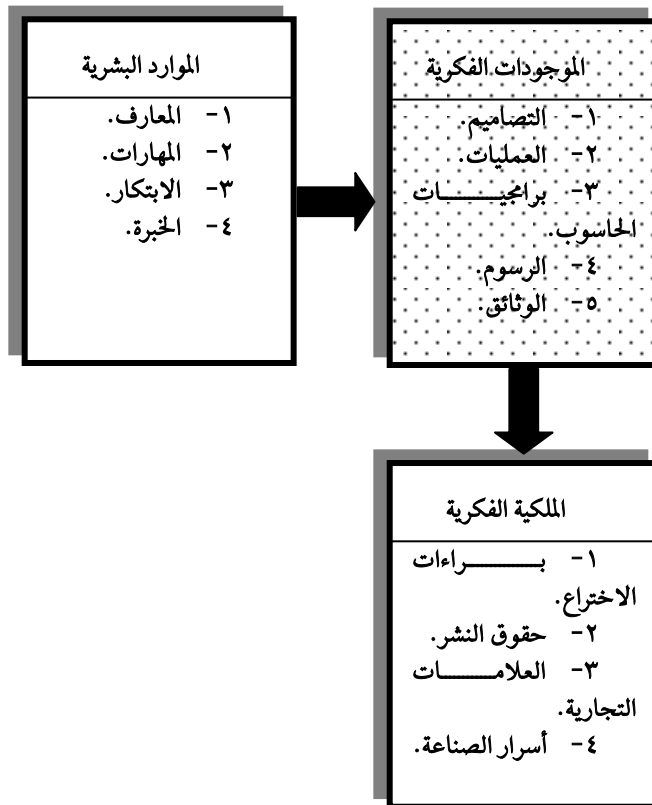 الموارد البشرية
١- المعارف.
٢- المهارات.
٣- الابتكار.
٤- الخبرة.
الموجودات الفكرية
١- التصاميم.
٢- العمليات.
٣- برامجيات
الحاسوب.
٤- الرسوم.
٥- الوثائق.
الملكية الفكرية
١- براءات
الاختراع.
٢- حقوق النشر.
٣- العلامات
التجارية.
٤- أسرار الصناعة.